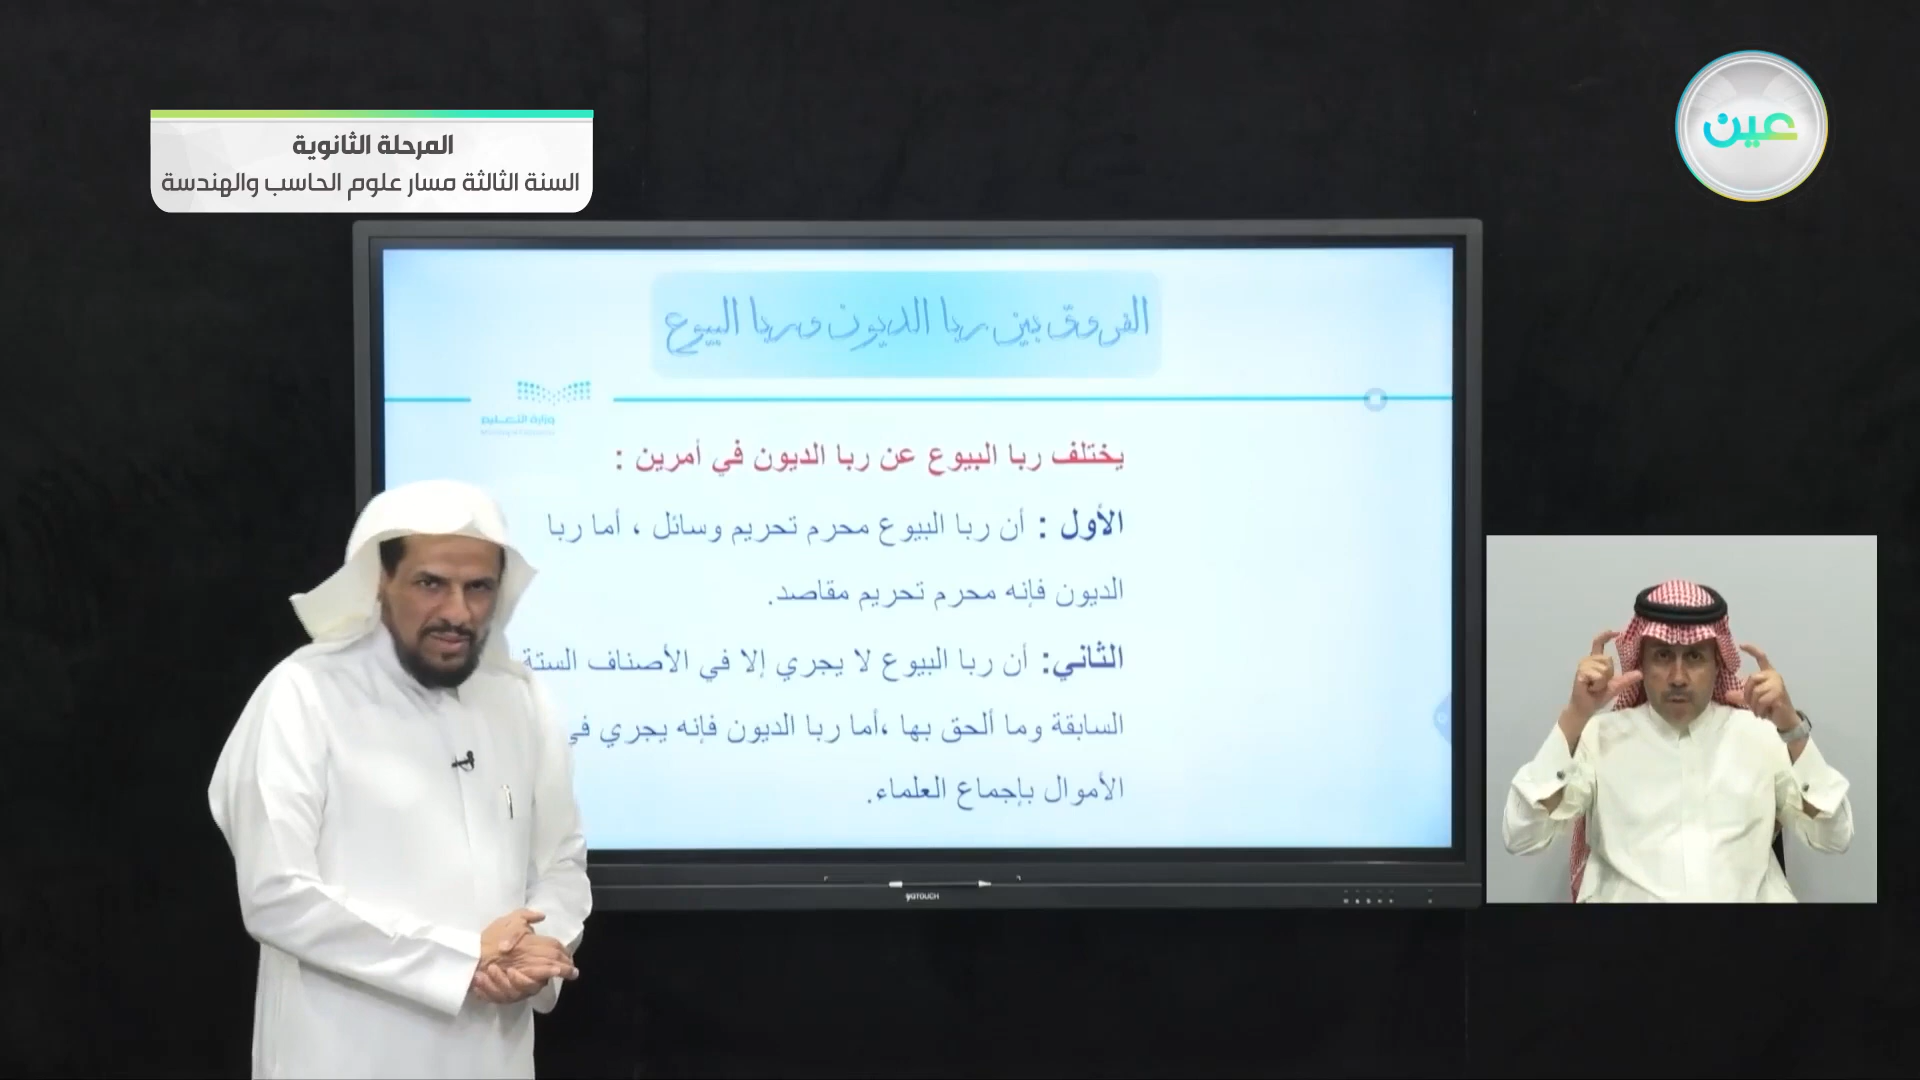 المرحلة الثانوية
السنة الثالثة مسار علوم الحاسب والهندسة
عين
الفروق بين ربا الديون وربا البيوع
وزارة التعليم
يختلف ربا البيوع عن ربا الديون في أمرين :
الأول : أن ربا البيوع محرم تحريم وسائل ، أما ربا
الديون فإنه محرم تحريم مقاصد.
الثاني: أن ربا البيوع لا يجري إلا في الأصناف الستة
السابقة وما ألحق بها ،أما ربا الديون فإنه يجري في
الأموال بإجماع العلماء.